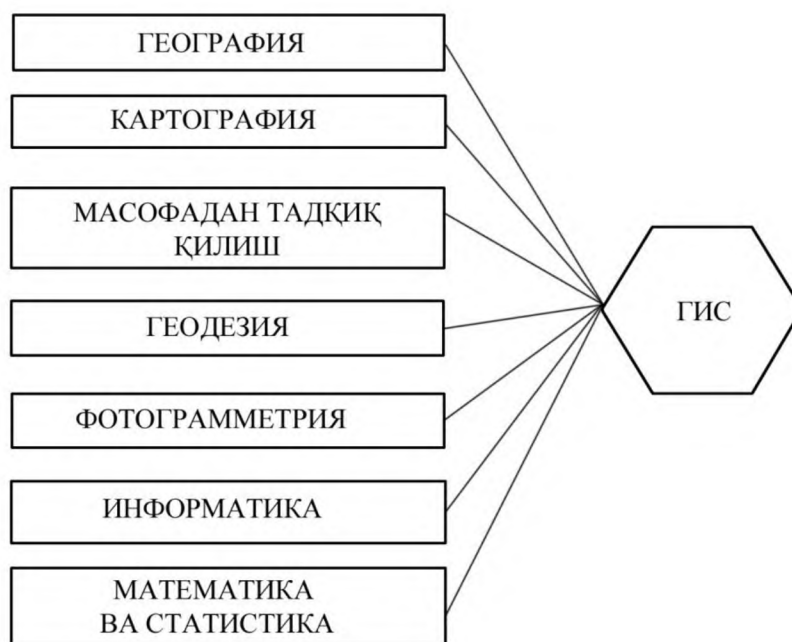 ГЕОГРАФИЯ
КАРТОГРАФИЯ
МАСОФАДАН ТАДҚИҚ
ҚИЛИШ
ГЕОДЕЗИЯ
ФОТОГРАММЕТРИЯ
ИНФОРМАТИКА
МАТЕМАТИКА
ВА СТАТИСТИКА
ГИС